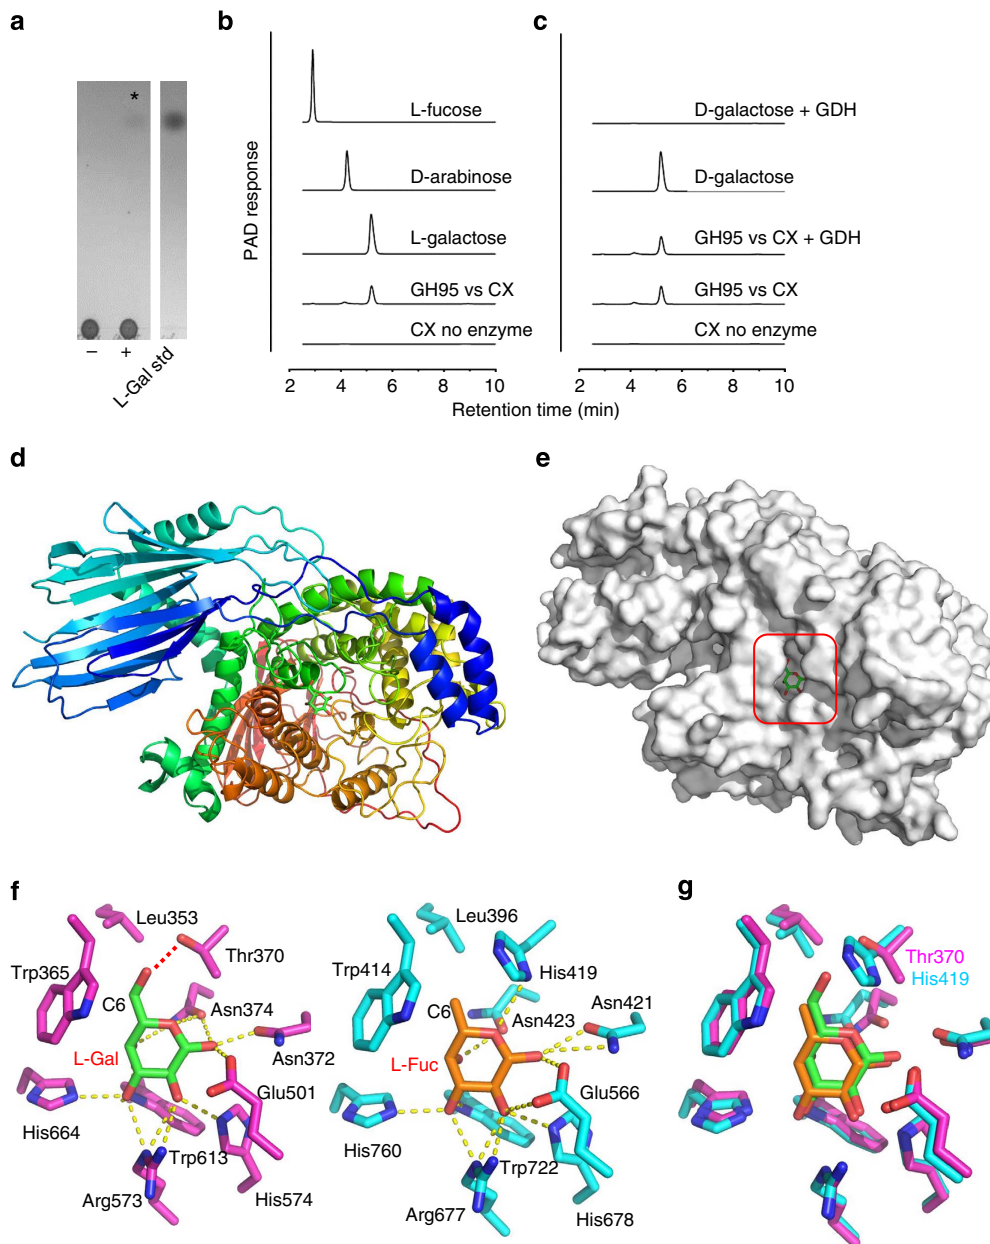 a
*
–
+
L-Gal std
b
PAD response
L-fucose
D-arabinose
L-galactose
GH95 vs CX
CX no enzyme
2
4
6
8
10
c
D-galactose + GDH
D-galactose
GH95 vs CX + GDH
GH95 vs CX
CX no enzyme
2
4
6
8
10
Retention time (min)
d
e
f
Leu353
Thr370
Trp365
C6
Asn374
Asn372
L-Gal
Glu501
His664
Trp613
Arg573
His574
Leu396
Trp414
His419
C6
Asn421
Asn423
L-Fuc
Glu566
His760
Trp722
Arg677
His678
g
Thr370
His419